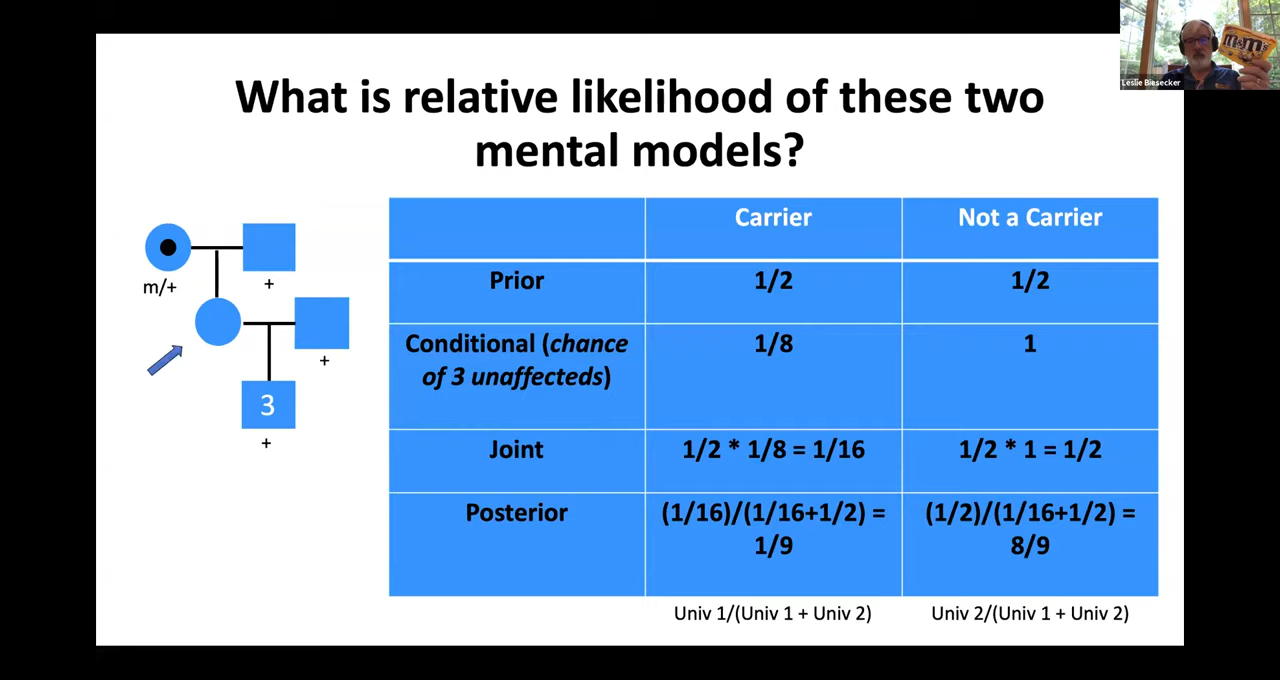 What is relative likelihood of these two
mental models?
m&m's
Leslie Biesecker
m/+
+
+
3
+
Carrier
Not a Carrier
Prior
1/2
1/2
Conditional (chance
of 3 unaffecteds)
1/8
1
Joint
1/2 * 1/8 = 1/16
1/2 * 1 = 1/2
Posterior
(1/16)/(1/16+1/2) =
1/9
(1/2)/(1/16+1/2) =
8/9
Univ 1/(Univ 1 + Univ 2)
Univ 2/(Univ 1 + Univ 2)